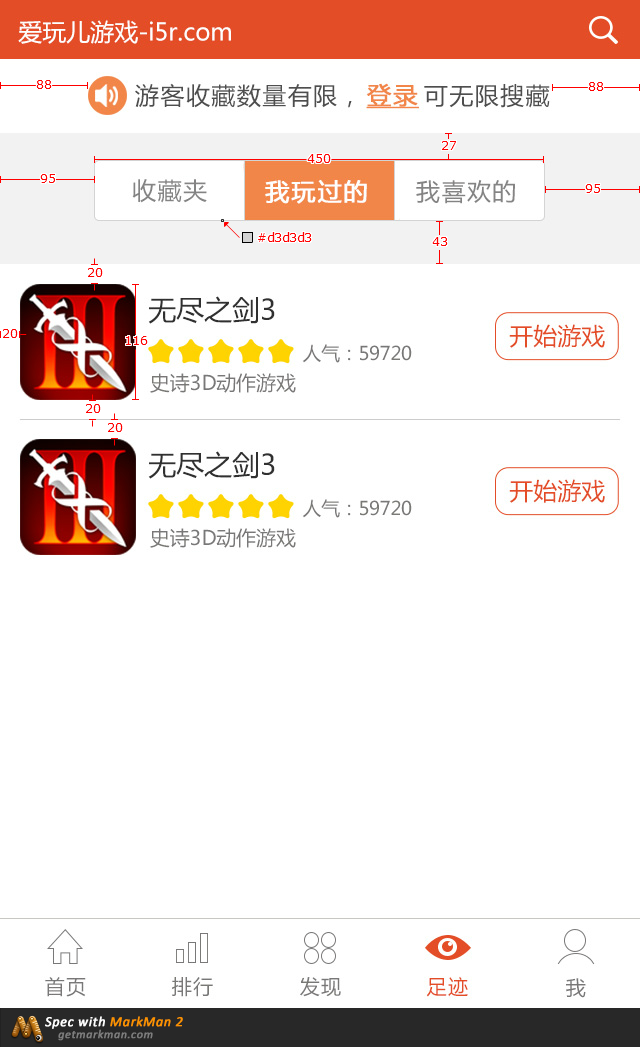 爱玩儿游戏-i5r.com
88
游客收藏数量有限，登录可无限搜藏
88
27
450
95
收藏夹
我玩过的
我喜欢的
95
#d3d3d3
43
20
20
116
无尽之剑3
人气：59720
史诗3D动作游戏
开始游戏
20
20
无尽之剑3
人气：59720
史诗3D动作游戏
开始游戏
首页
排行
发现
足迹
我
Spec with MarkMan 2
getmarkman.com